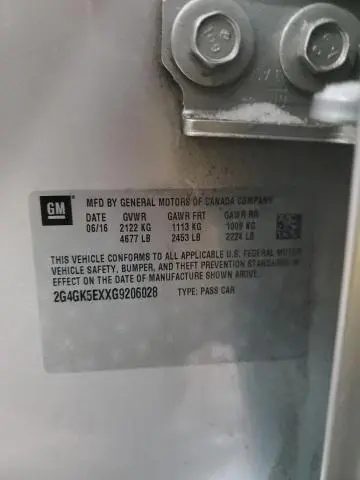 GM
MFD BY GENERAL MOTORS OF CANADA COMPANY
DATE GVWR GAWR FRT GAWR RR
06/16 2122 KG 1113 KG 1009 KG
4677 LB 2453 LB 2224 LB
THIS VEHICLE CONFORMS TO ALL APPLICABLE U.S. FEDERAL MOTOR
VEHICLE SAFETY, BUMPER, AND THEFT PREVENTION STANDARDS IN
EFFECT ON THE DATE OF MANUFACTURE SHOWN ABOVE.
2G4GK5EXXG9206028 TYPE: PASS CAR